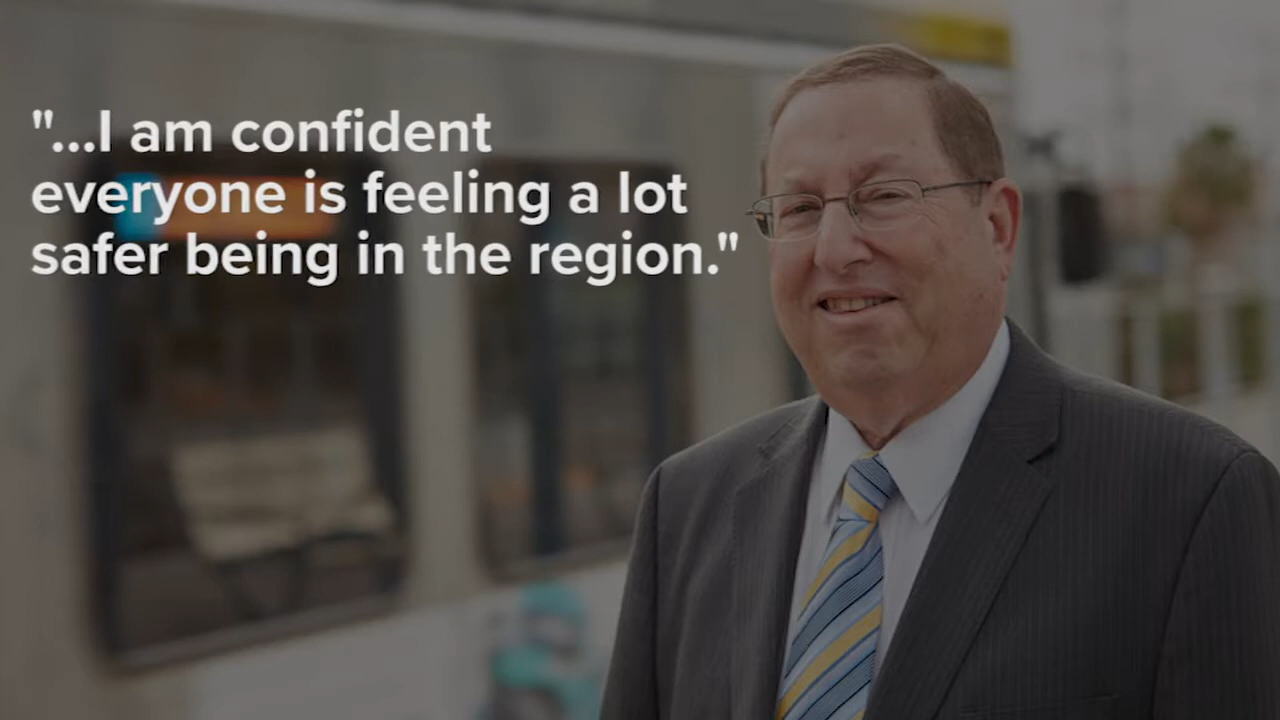 "...I am confident
everyone is feeling a lot
safer being in the region."